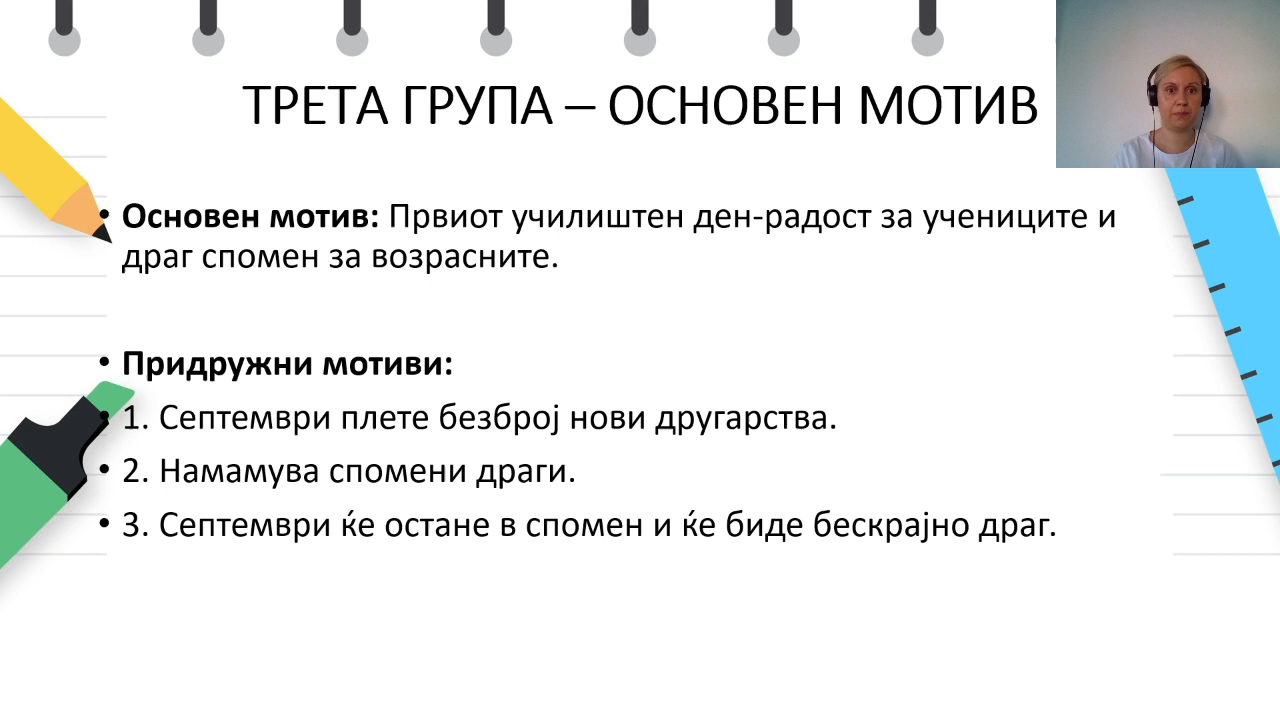 ТРЕТА ГРУПА – ОСНОВЕН МОТИВ
• Основен мотив: Првиот училиштен ден-радост за учениците и
драг спомен за возрасните.
• Придружни мотиви:
• 1. Септември плете безброј нови другарства.
• 2. Намамува спомени драги.
• 3. Септември ќе остане в спомен и ќе биде бескрајно драг.